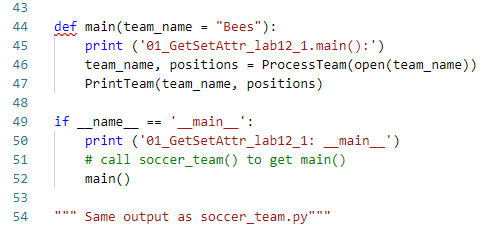 43
44 def main(team_name = "Bees"):
45     print ('01_GetSetAttr_lab12_1.main():')
46     team_name, positions = ProcessTeam(open(team_name))
47     PrintTeam(team_name, positions)
48
49 if __name__ == '__main__':
50     print ('01_GetSetAttr_lab12_1: __main__')
51     # call soccer_team() to get main()
52     main()
53
54 """ Same output as soccer_team.py"""